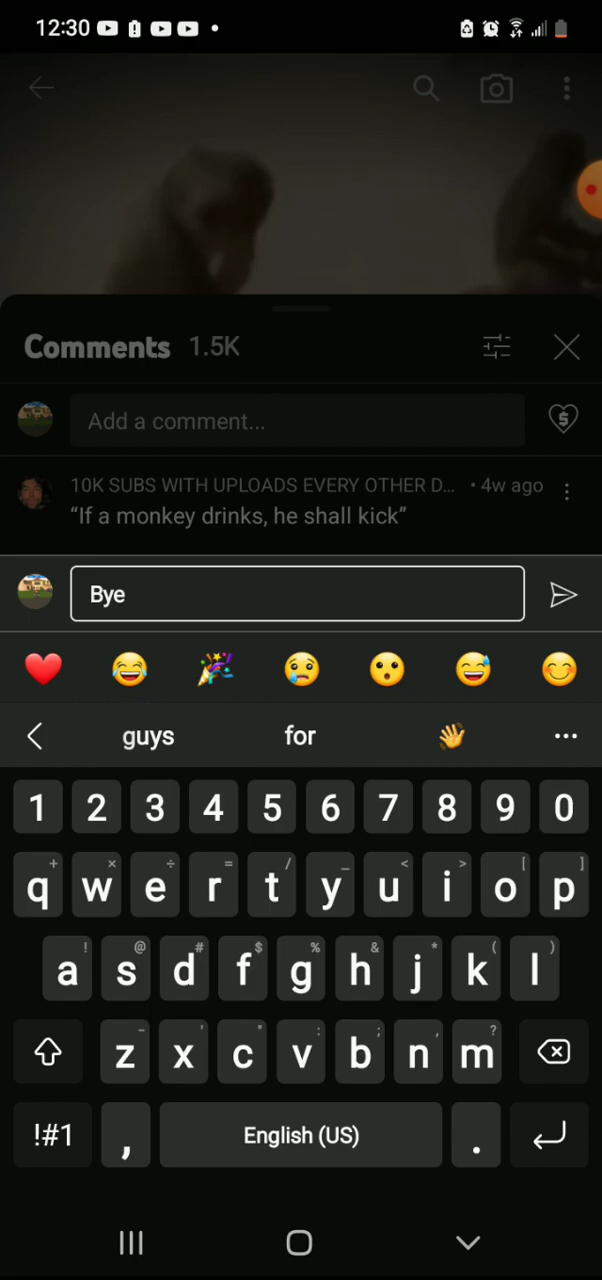 12:30
Comments 1.5K
Add a comment...
10K SUBS WITH UPLOADS EVERY OTHER D... • 4w ago
“If a monkey drinks, he shall kick”
Bye
guys for
1 2 3 4 5 6 7 8 9 0
+ × ÷ = / _ < > [ ]
q w e r t y u i o p
! @ # $ % & * ( )
a s d f g h j k l
- ' " : ; , ?
z x c v b n m
!#1 , English (US) .